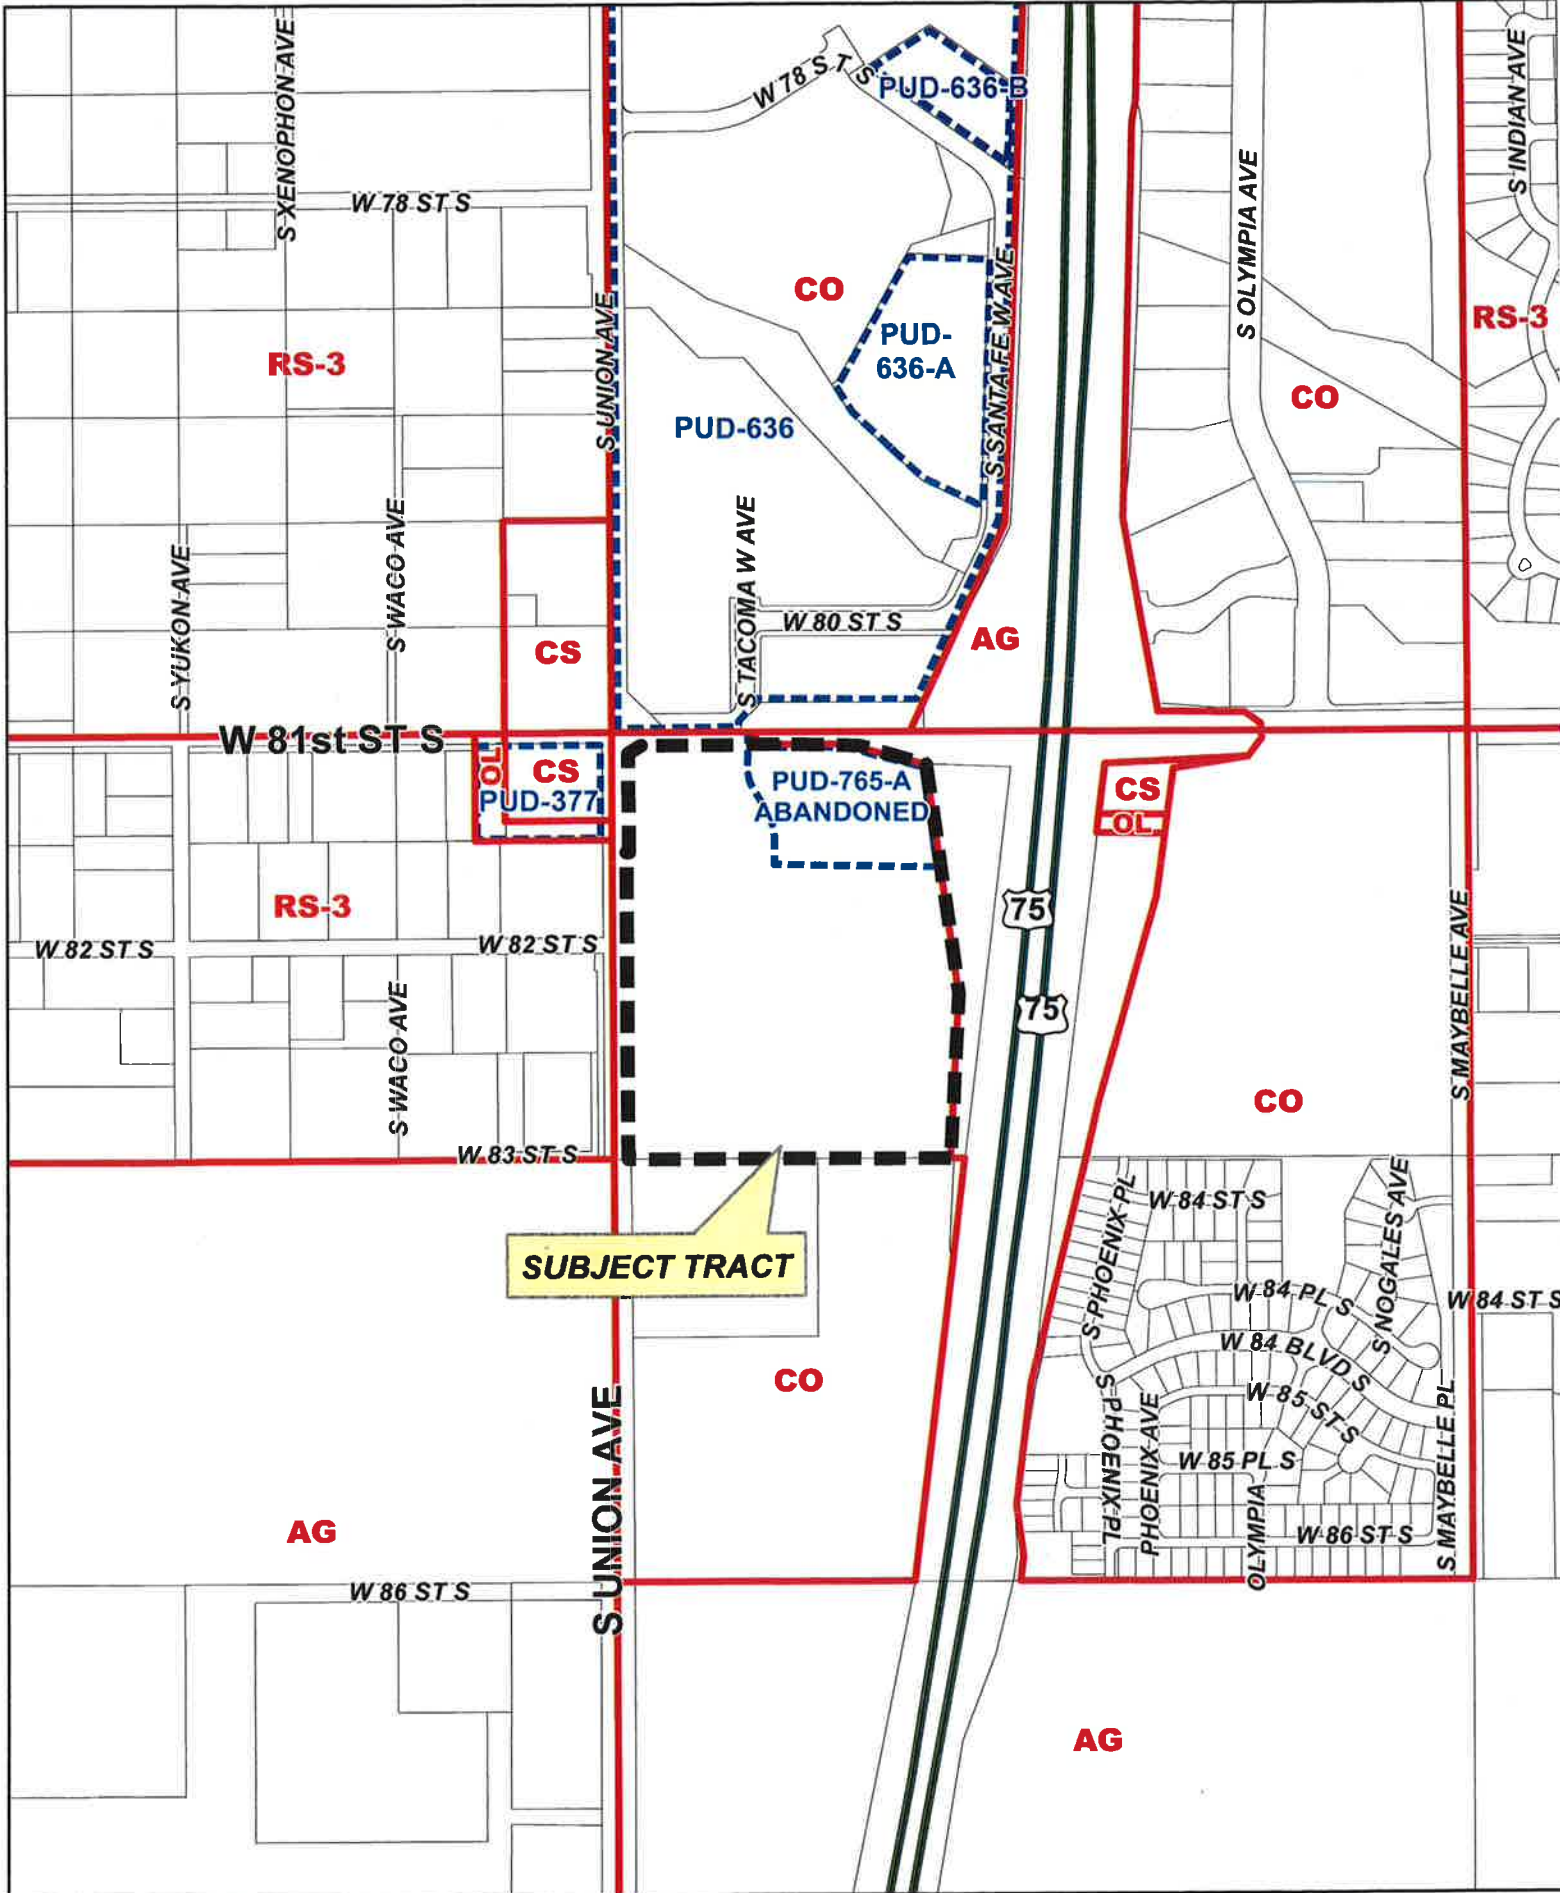 S XENOPHON AVE
W 78 ST S
PUD-636-B
S INDIAN AVE
W 78 ST S
S OLYMPIA AVE
CO
S UNION AVE
S SANTA FE W AVE
RS-3
PUD-
636-A
RS-3
CO
PUD-636
S WACO AVE
S TACOMA W AVE
S YUKON AVE
W 80 ST S
AG
CS
W 81st ST S
OL
CS
PUD-377
PUD-765-A
ABANDONED
CS
OL
RS-3
75
W 82 ST S
W 82 ST S
S MAYBELLE AVE
75
S WACO AVE
CO
W 83 ST S
SUBJECT TRACT
S PHOENIX PL
W 84 ST S
S NOGALES AVE
W 84 PL S
W 84 ST S
W 84 BLVD S
CO
W 85 ST S
S UNION AVE
S PHOENIX PL
PHOENIX AVE
W 85 PL S
OLYMPIA
S MAYBELLE PL
AG
W 86 ST S
W 86 ST S
AG